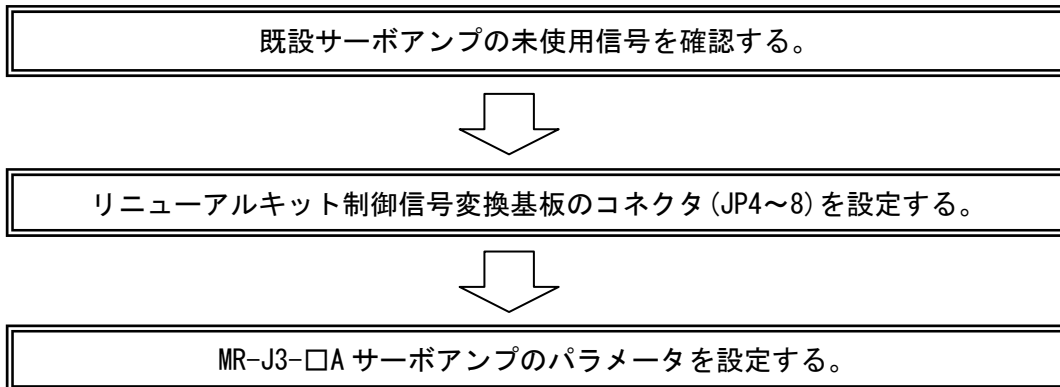 既設サーボアンプの未使用信号を確認する。
リニューアルキット制御信号変換基板のコネクタ(JP4～8)を設定する。
MR-J3-□A サーボアンプのパラメータを設定する。